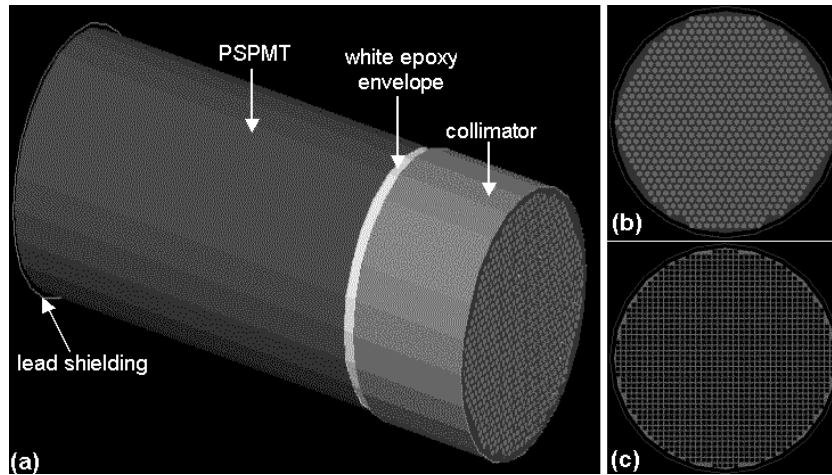 PSPMT
white epoxy
envelope
collimator
lead shielding
(a)
(b)
(c)